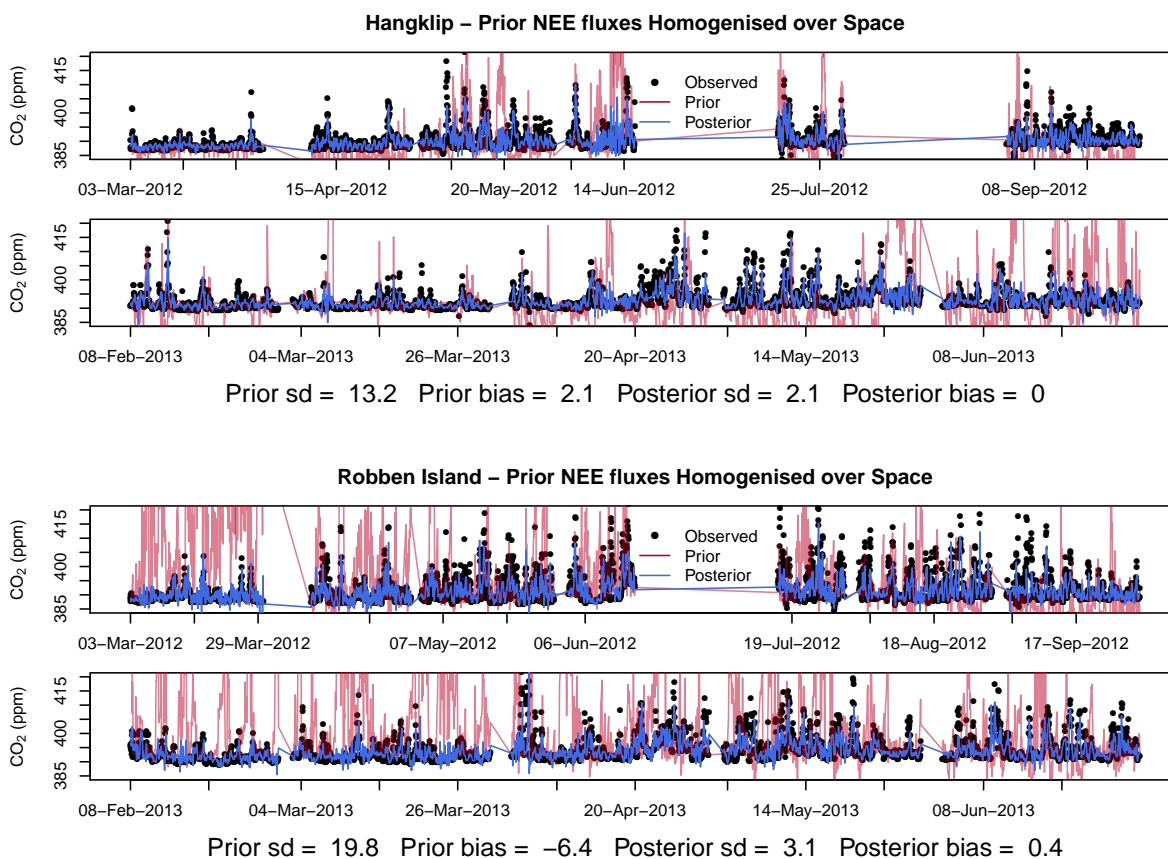 Hangklip – Prior NEE fluxes Homogenised over Space
CO2 (ppm)
415
400
385
Observed
Prior
Posterior
03−Mar−2012 15−Apr−2012 20−May−2012 14−Jun−2012 25−Jul−2012 08−Sep−2012
CO2 (ppm)
415
400
385
08−Feb−2013 04−Mar−2013 26−Mar−2013 20−Apr−2013 14−May−2013 08−Jun−2013
Prior sd = 13.2 Prior bias = 2.1 Posterior sd = 2.1 Posterior bias = 0
Robben Island – Prior NEE fluxes Homogenised over Space
CO2 (ppm)
415
400
385
Observed
Prior
Posterior
03−Mar−2012 29−Mar−2012 07−May−2012 06−Jun−2012 19−Jul−2012 18−Aug−2012 17−Sep−2012
CO2 (ppm)
415
400
385
08−Feb−2013 04−Mar−2013 26−Mar−2013 20−Apr−2013 14−May−2013 08−Jun−2013
Prior sd = 19.8 Prior bias = −6.4 Posterior sd = 3.1 Posterior bias = 0.4